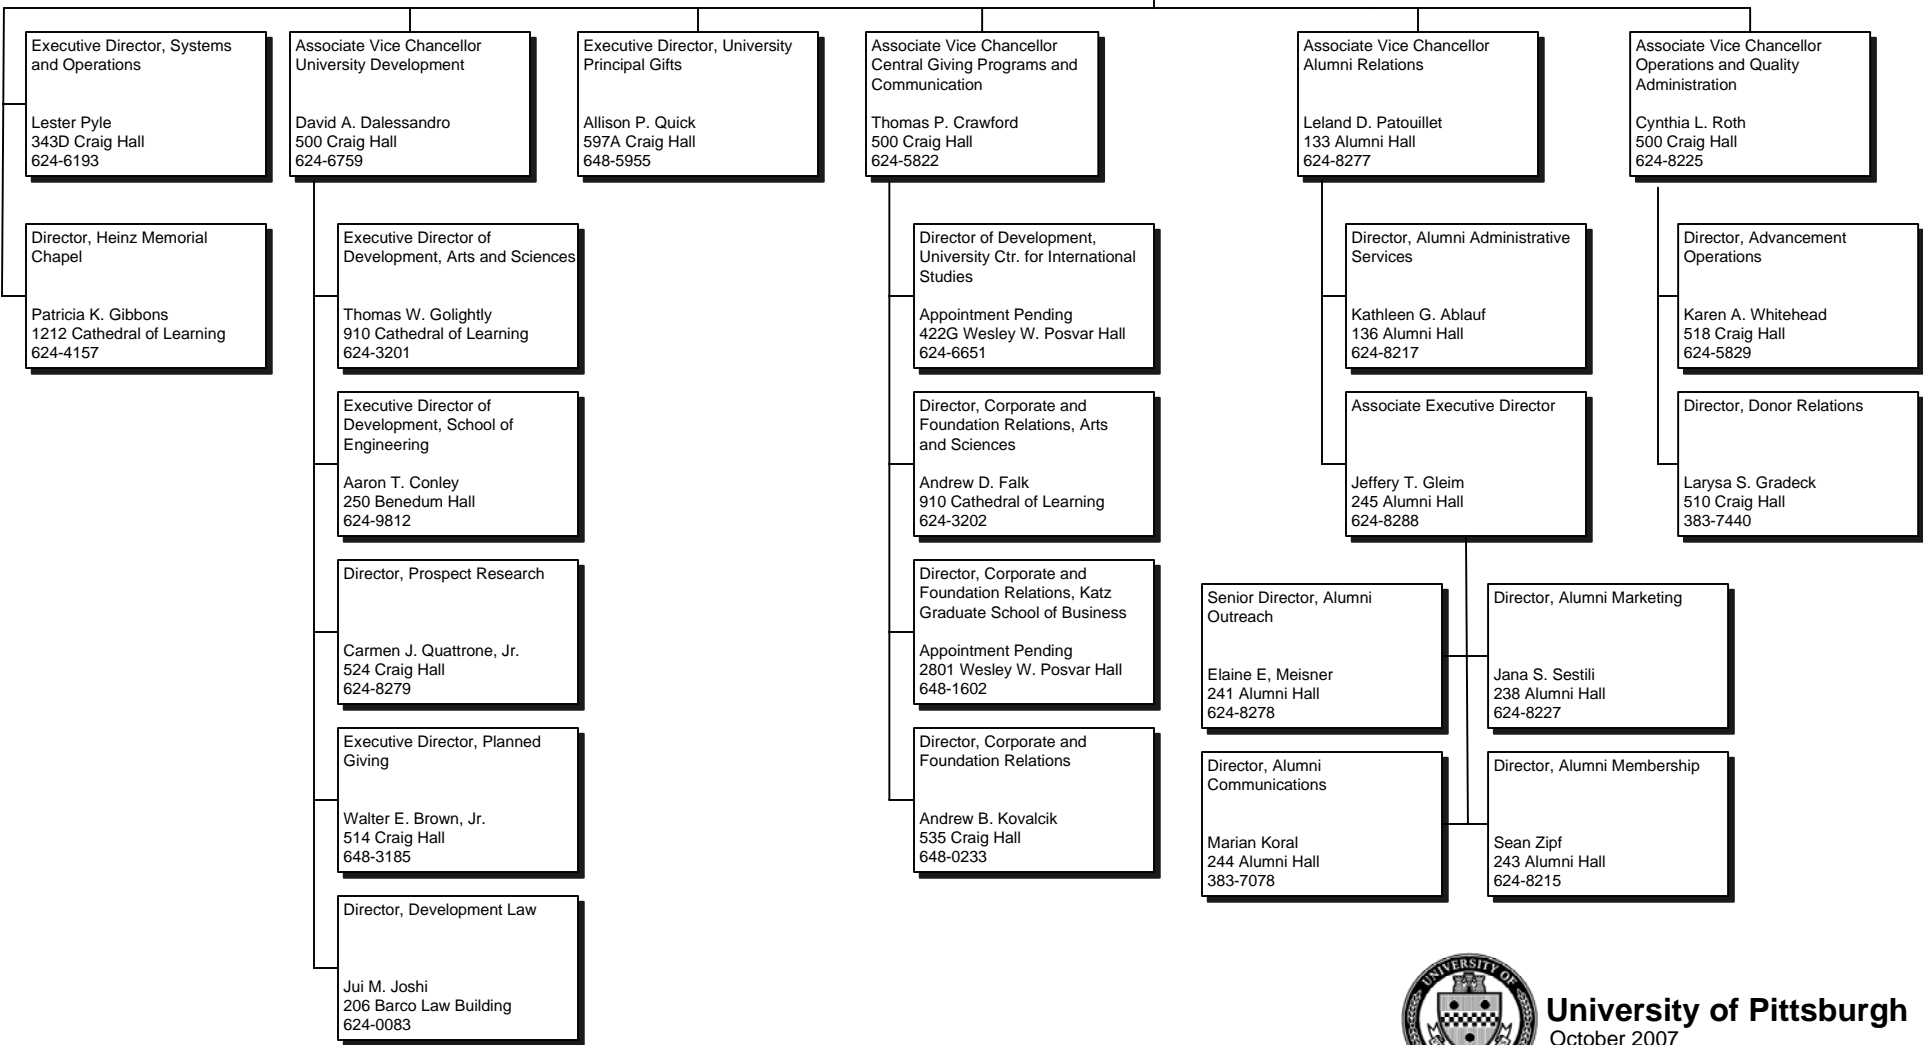 Executive Director, Systems
and Operations
Lester Pyle
343D Craig Hall
624-6193
Associate Vice Chancellor
University Development
David A. Dalessandro
500 Craig Hall
624-6759
Executive Director, University
Principal Gifts
Allison P. Quick
597A Craig Hall
648-5955
Associate Vice Chancellor
Central Giving Programs and
Communication
Thomas P. Crawford
500 Craig Hall
624-5822
Associate Vice Chancellor
Alumni Relations
Leland D. Patouillet
133 Alumni Hall
624-8277
Associate Vice Chancellor
Operations and Quality
Administration
Cynthia L. Roth
500 Craig Hall
624-8225
Director, Heinz Memorial
Chapel
Patricia K. Gibbons
1212 Cathedral of Learning
624-4157
Executive Director of
Development, Arts and Sciences
Thomas W. Golightly
910 Cathedral of Learning
624-3201
Director of Development,
University Ctr. for International
Studies
Appointment Pending
422G Wesley W. Posvar Hall
624-6651
Director, Alumni Administrative
Services
Kathleen G. Ablauf
136 Alumni Hall
624-8217
Director, Advancement
Operations
Karen A. Whitehead
518 Craig Hall
624-5829
Executive Director of
Development, School of
Engineering
Aaron T. Conley
250 Benedum Hall
624-9812
Director, Corporate and
Foundation Relations, Arts
and Sciences
Andrew D. Falk
910 Cathedral of Learning
624-3202
Associate Executive Director
Jeffery T. Gleim
245 Alumni Hall
624-8288
Director, Donor Relations
Larysa S. Gradeck
510 Craig Hall
383-7440
Director, Prospect Research
Carmen J. Quattrone, Jr.
524 Craig Hall
624-8279
Director, Corporate and
Foundation Relations, Katz
Graduate School of Business
Appointment Pending
2801 Wesley W. Posvar Hall
648-1602
Senior Director, Alumni
Outreach
Elaine E, Meisner
241 Alumni Hall
624-8278
Director, Alumni Marketing
Jana S. Sestili
238 Alumni Hall
624-8227
Executive Director, Planned
Giving
Walter E. Brown, Jr.
514 Craig Hall
648-3185
Director, Corporate and
Foundation Relations
Andrew B. Kovalcik
535 Craig Hall
648-0233
Director, Alumni
Communications
Marian Koral
244 Alumni Hall
383-7078
Director, Alumni Membership
Sean Zipf
243 Alumni Hall
624-8215
Director, Development Law
Jui M. Joshi
206 Barco Law Building
624-0083
UNIVERSITY OF
University of Pittsburgh
October 2007